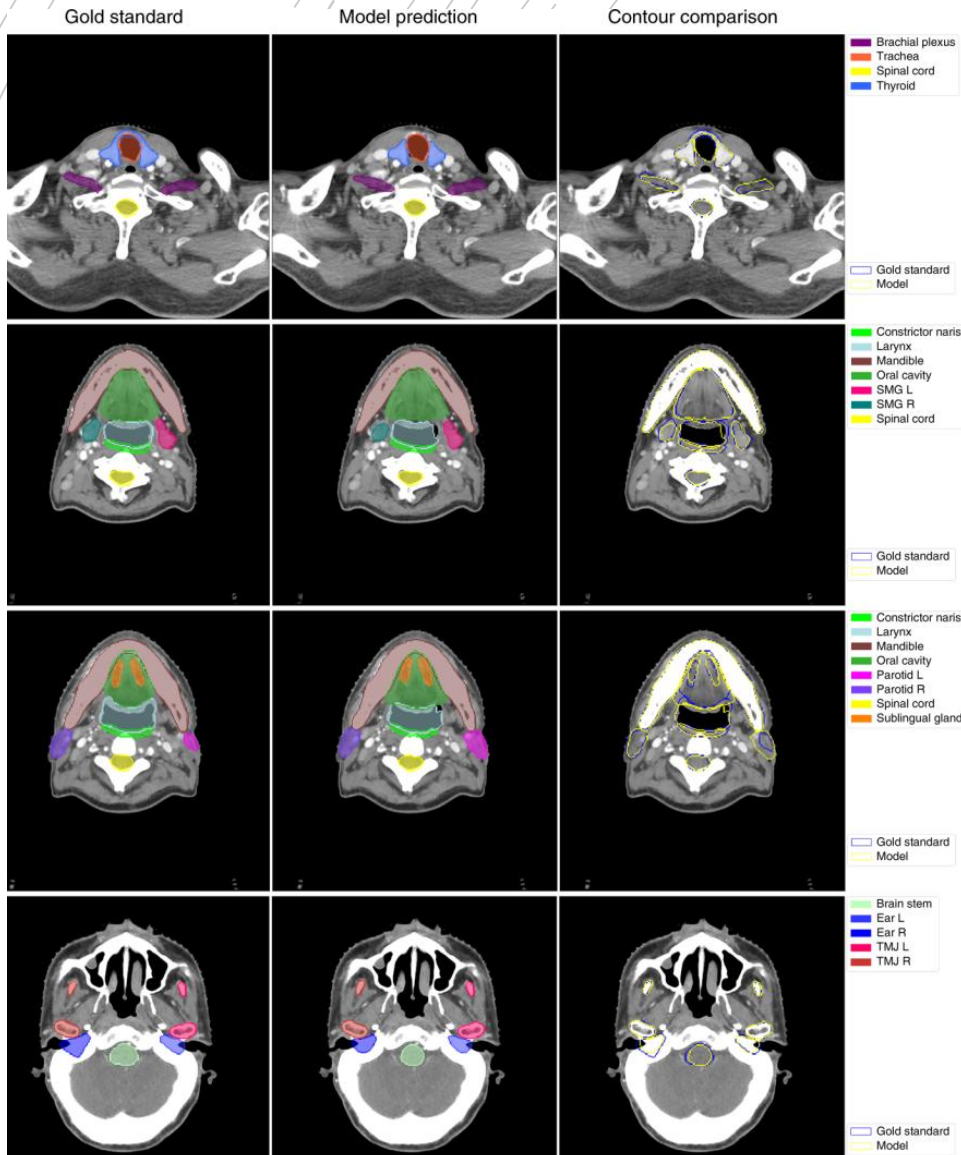 Gold standard
Model prediction
Contour comparison
Brachial plexus
Trachea
Spinal cord
Thyroid
Gold standard
Model
Constrictor naris
Larynx
Mandible
Oral cavity
SMG L
SMG R
Spinal cord
Gold standard
Model
Constrictor naris
Larynx
Mandible
Oral cavity
Parotid L
Parotid R
Spinal cord
Sublingual gland
Gold standard
Model
Brain stem
Ear L
Ear R
TMJ L
TMJ R
Gold standard
Model